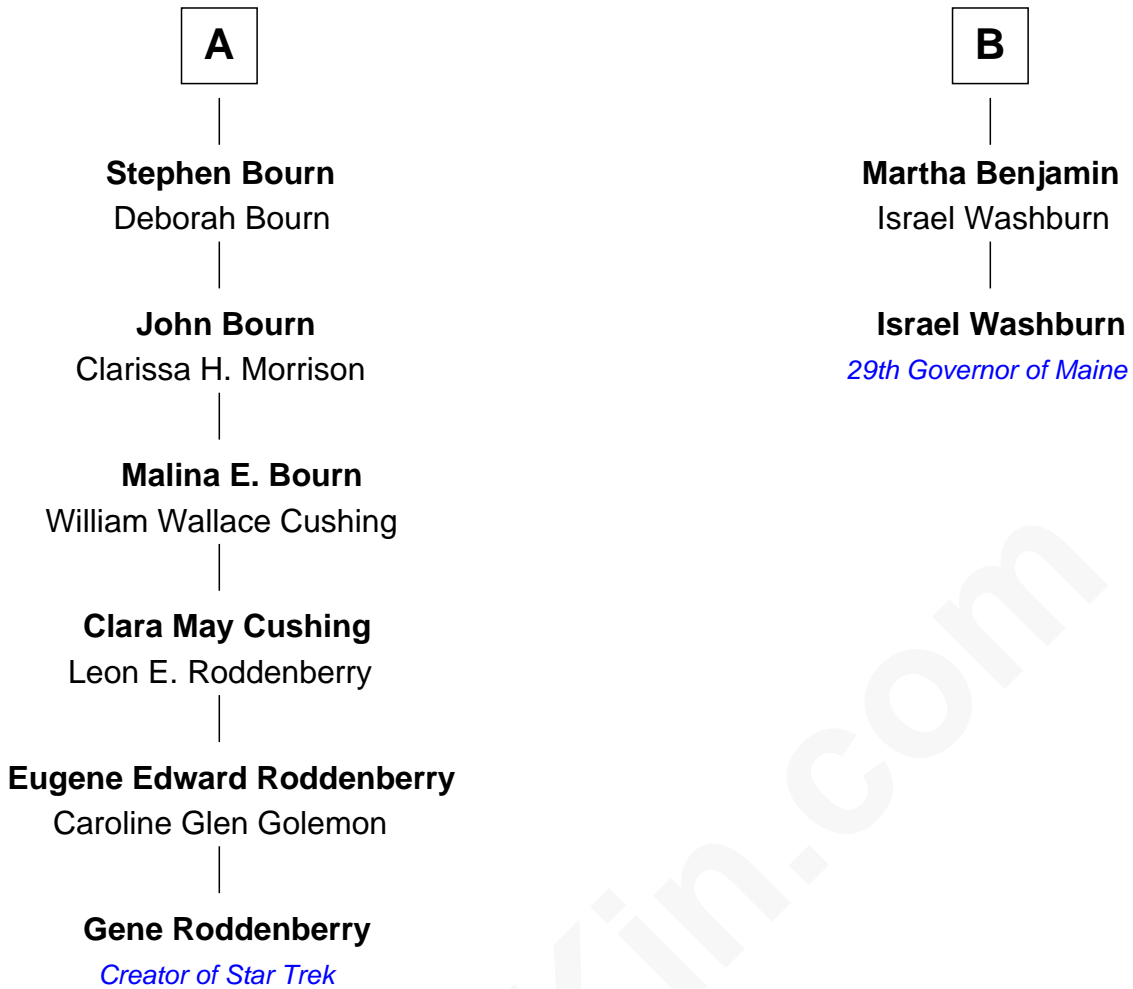 A
Stephen Bourn
Deborah Bourn
John Bourn
Clarissa H. Morrison
Malina E. Bourn
William Wallace Cushing
Clara May Cushing
Leon E. Roddenberry
Eugene Edward Roddenberry
Caroline Glen Golemon
Gene Roddenberry
Creator of Star Trek
B
Martha Benjamin
Israel Washburn
Israel Washburn
29th Governor of Maine
Kin.com